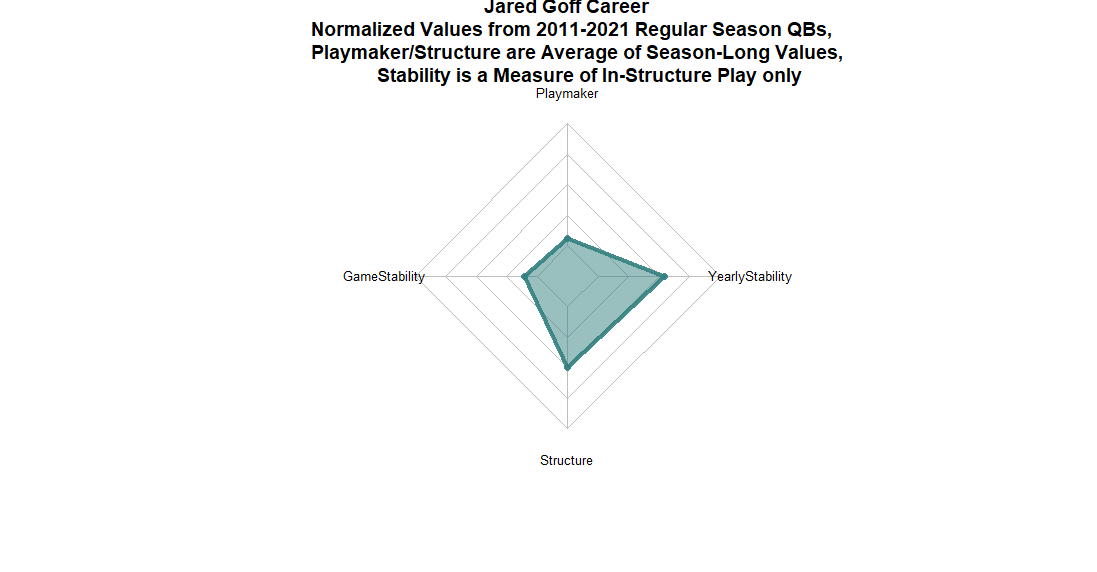 Jared Goff Career
Normalized Values from 2011-2021 Regular Season QBs,
Playmaker/Structure are Average of Season-Long Values,
Stability is a Measure of In-Structure Play only
Playmaker
GameStability
YearlyStability
Structure